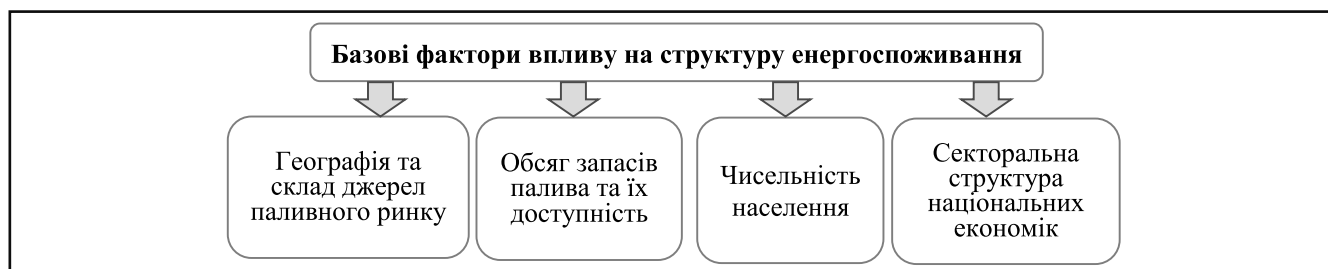 Базові фактори впливу на структуру енергоспоживання
Географія та
склад джерел
паливного ринку
Обсяг запасів
палива та їх
доступність
Чисельність
населення
Секторальна
структура
національних
економік